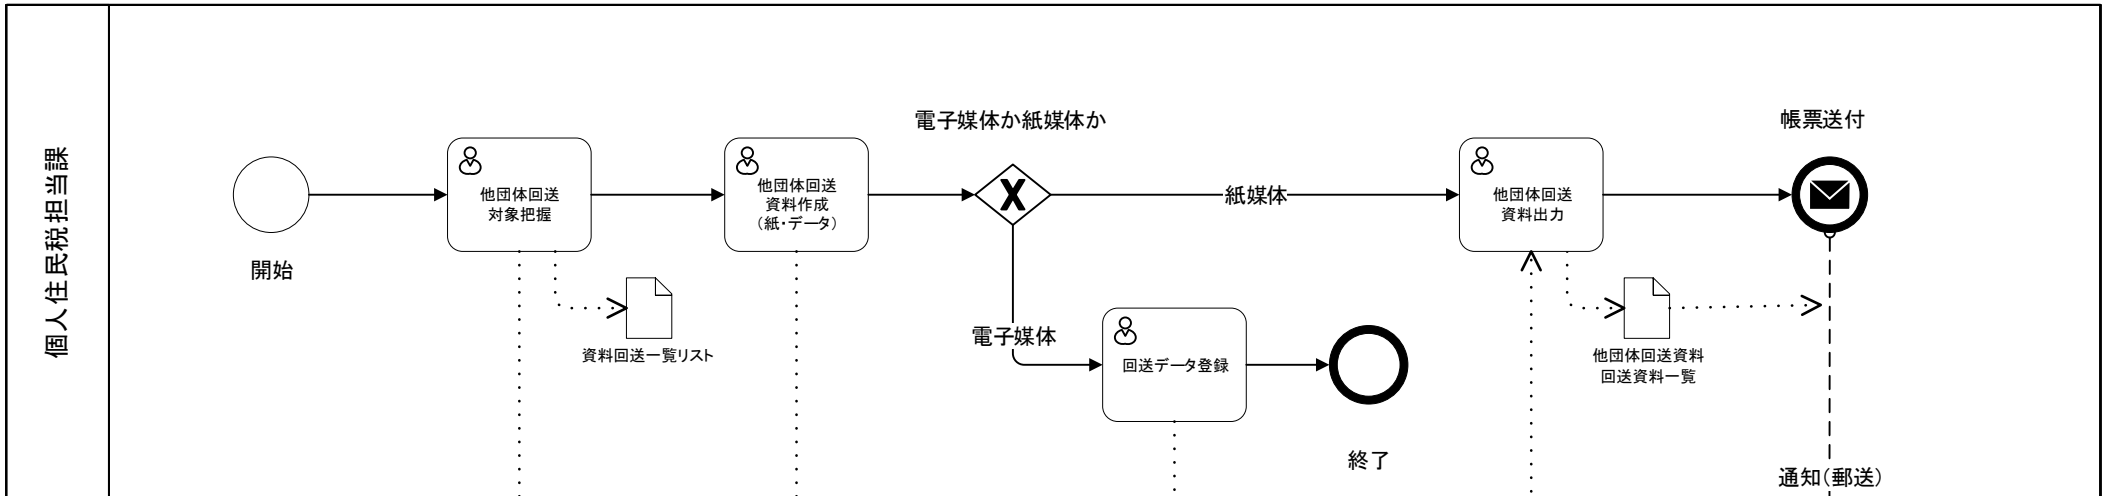 個人住民税担当課
開始
他団体回送
対象把握
資料回送一覧リスト
他団体回送
資料作成
（紙・データ）
電子媒体か紙媒体か
紙媒体
電子媒体
回送データ登録
終了
他団体回送
資料出力
他団体回送資料
回送資料一覧
帳票送付
通知（郵送）